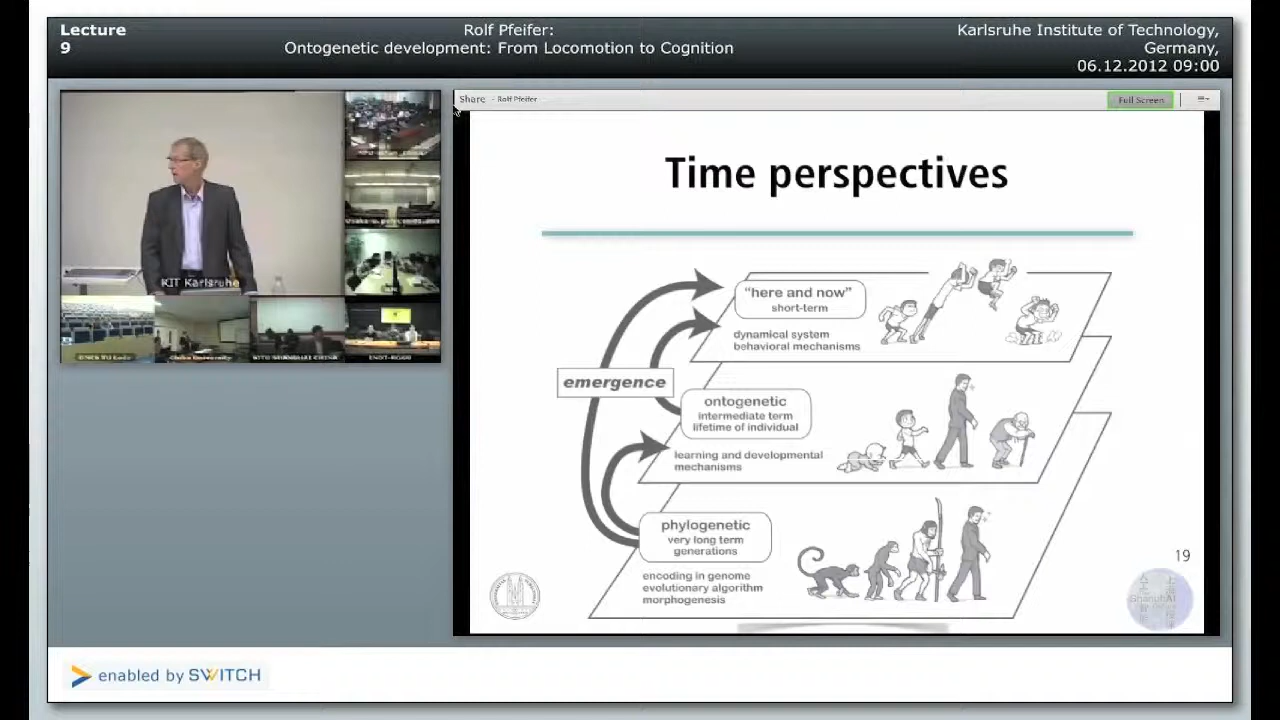 Lecture
9
Rolf Pfeifer:
Ontogenetic development: From Locomotion to Cognition
Karlsruhe Institute of Technology,
Germany,
06.12.2012 09:00
Share - Rolf Pfeifer
Full Screen
KIT Karlsruhe
Time perspectives
"here and now"
short-term
dynamical system
behavioral mechanisms
emergence
ontogenetic
intermediate term
lifetime of individual
learning and developmental
mechanisms
phylogenetic
very long term
generations
encoding in genome
evolutionary algorithm
morphogenesis
19
ShanghAI
enabled by SWITCH